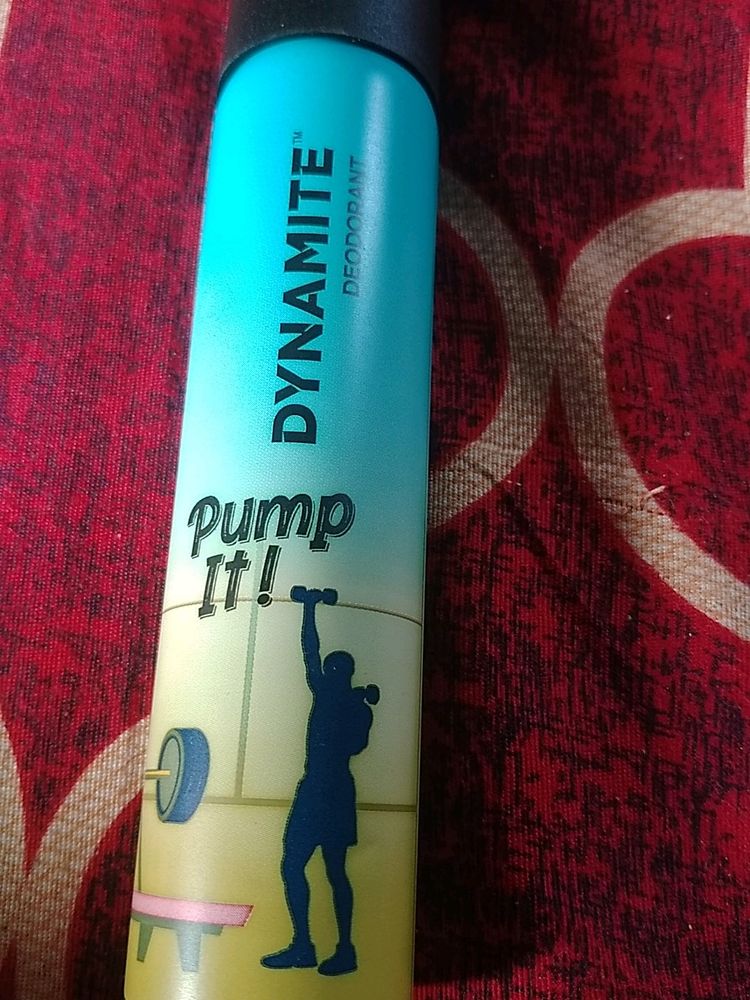 DYNAMITE™
DEODORANT
Pump
It!